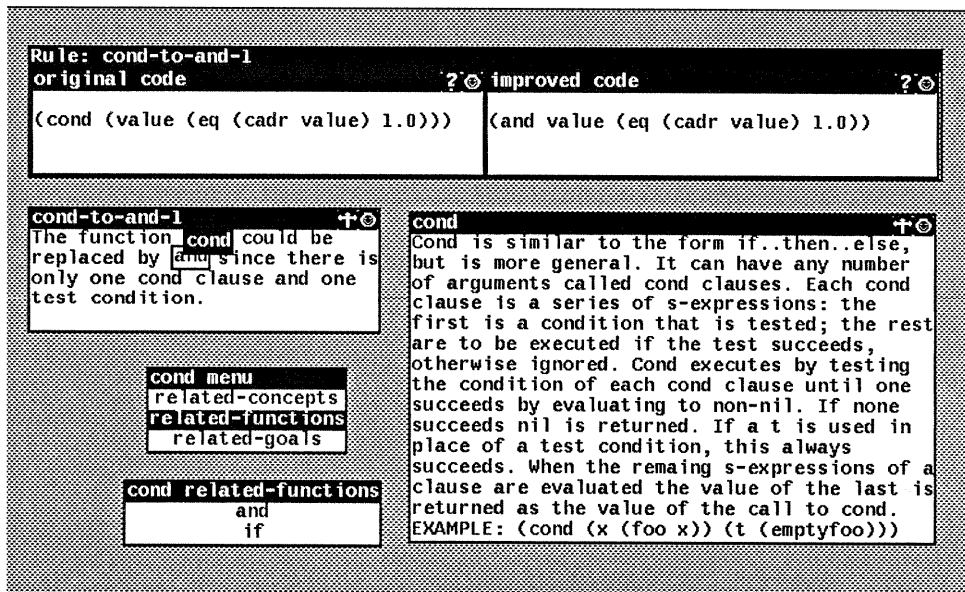 Rule: cond-to-and-1
original code ? improved code ?
(cond (value (eq (cadr value) 1.0))) (and value (eq (cadr value) 1.0))
cond-to-and-1
The function cond could be
replaced by and since there is
only one cond clause and one
test condition.
cond menu
related-concepts
related-functions
related-goals
cond related-functions
and
if
cond
Cond is similar to the form if..then..else,
but is more general. It can have any number
of arguments called cond clauses. Each cond
clause is a series of s-expressions: the
first is a condition that is tested; the rest
are to be executed if the test succeeds,
otherwise ignored. Cond executes by testing
the condition of each cond clause until one
succeeds by evaluating to non-nil. If none
succeeds nil is returned. If a t is used in
place of a test condition, this always
succeeds. When the remaing s-expressions of a
clause are evaluated the value of the last is
returned as the value of the call to cond.
EXAMPLE: (cond (x (foo x)) (t (emptyfoo)))